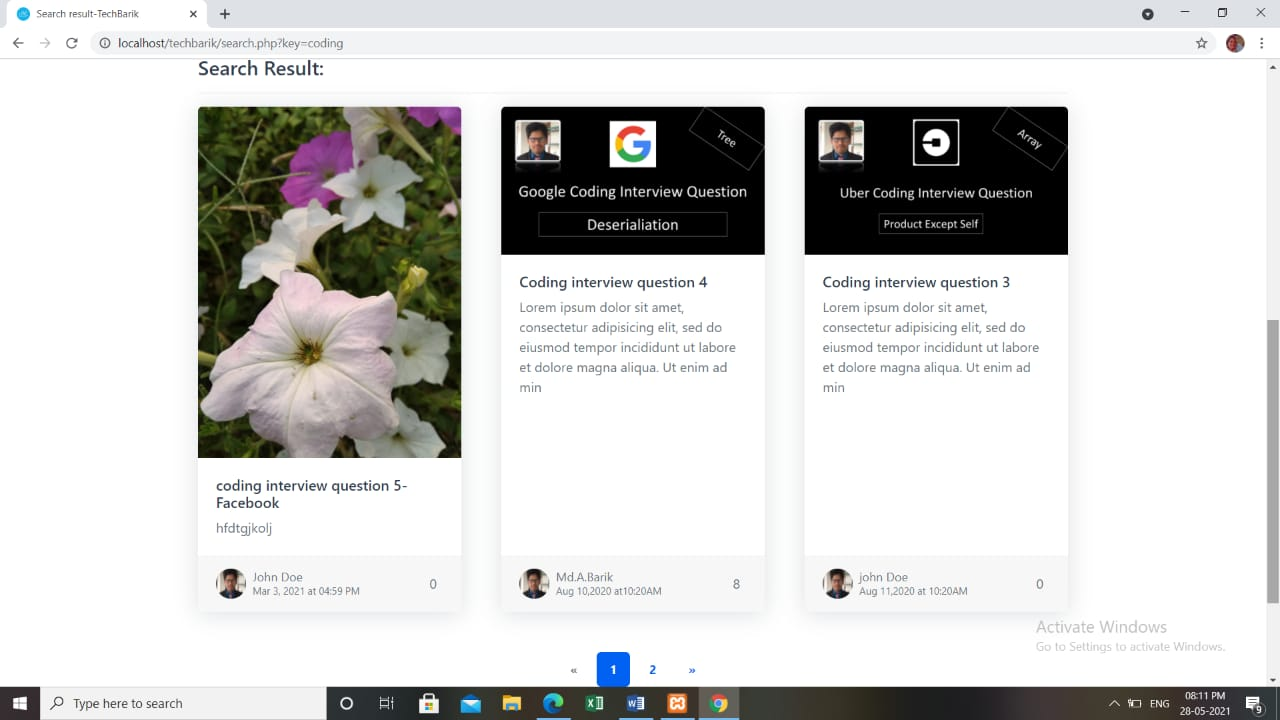 Search result-TechBarik
localhost/techbarik/search.php?key=coding
Search Result:
Tree
Google Coding Interview Question
Deserialiation
Array
Uber Coding Interview Question
Product Except Self
coding interview question 5-
Facebook
hfdtgjkolj
John Doe
Mar 3, 2021 at 04:59 PM
0
Coding interview question 4
Lorem ipsum dolor sit amet,
consectetur adipisicing elit, sed do
eiusmod tempor incididunt ut labore
et dolore magna aliqua. Ut enim ad
min
Md.A.Barik
Aug 10,2020 at10:20AM
8
Coding interview question 3
Lorem ipsum dolor sit amet,
consectetur adipisicing elit, sed do
eiusmod tempor incididunt ut labore
et dolore magna aliqua. Ut enim ad
min
john Doe
Aug 11,2020 at 10:20AM
0
Activate Windows
Go to Settings to activate Windows.
« 1 2 »
Type here to search
ENG
08:11 PM
28-05-2021
9